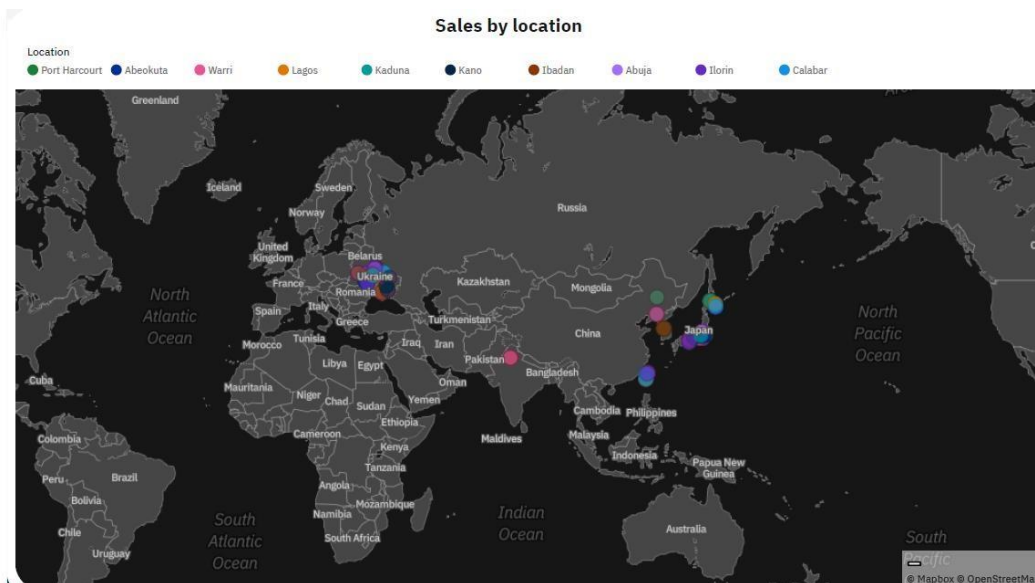 Sales by location
Location
Port Harcourt Abeokuta Warri Lagos Kaduna Kano Ibadan Abuja Ilorin Calabar
Greenland
Iceland
Sweden
Norway
Russia
United
Kingdom
Belarus
Ukraine
Kazakhstan
Mongolia
France
Romania
North
Atlantic
Ocean
Spain
Italy
Greece
Turkmenistan
China
Japan
North
Pacific
Ocean
Morocco
Tunisia
Iraq
Iran
Pakistan
Libya
Egypt
Bangladesh
Cuba
Mauritania
Niger
Chad
Sudan
Oman
Yemen
Ethiopia
Cambodia
Philippines
Colombia
Cameroon
Kenya
Maldives
Malaysia
Indonesia
Papua New
Guinea
Peru
Brazil
Tanzania
Bolivia
Angola
Mozambique
Namibia
Chile
Uruguay
South
Atlantic
Ocean
South Africa
Indian
Ocean
Australia
South
Pacific
© Mapbox © OpenStreetMa